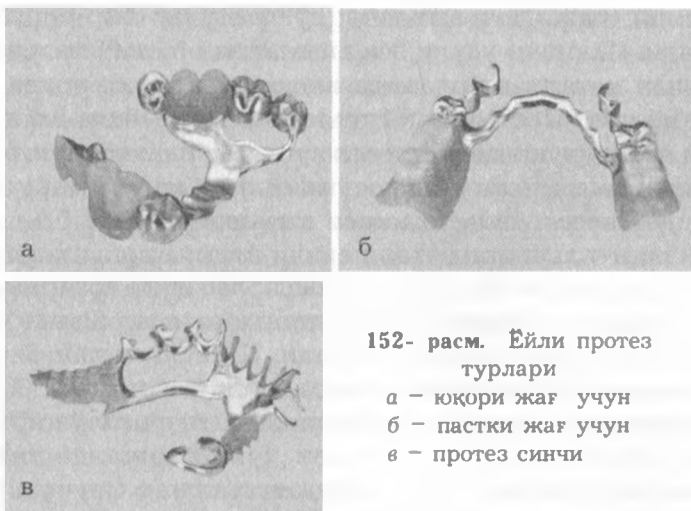 а
б
в
152- расм. Ёйли протез
турлари
а – юқори жағ учун
б – пастки жағ учун
в – протез синчи